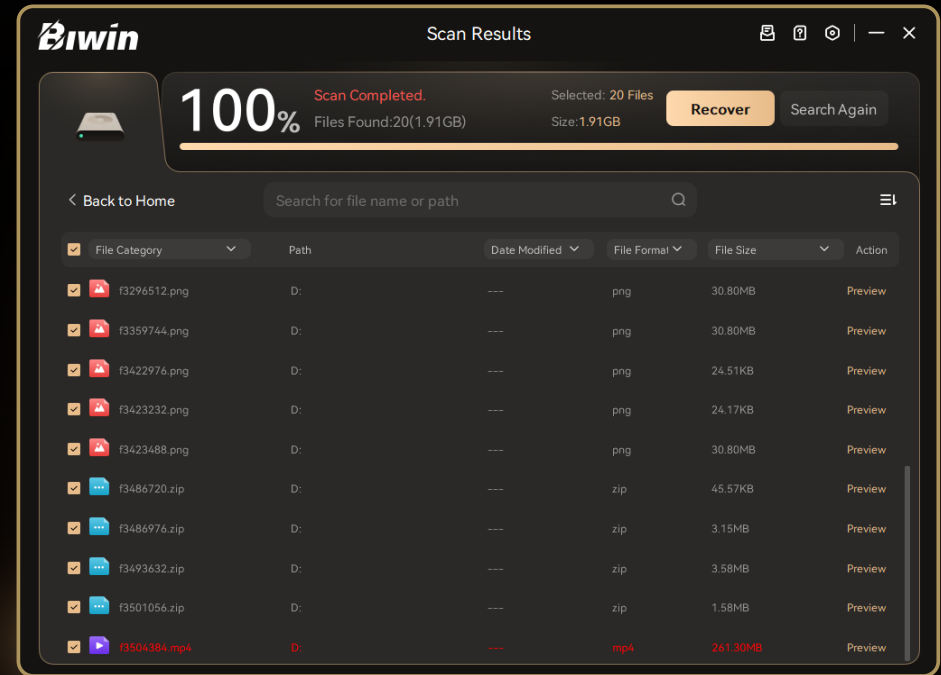 Biwin
Scan Results
100%
Scan Completed.
Files Found:20(1.91GB)
Selected: 20 Files
Size:1.91GB
Recover
Search Again
Back to Home
Search for file name or path
File Category Path Date Modified File Format File Size Action
f3296512.png D: --- png 30.80MB Preview
f3359744.png D: --- png 30.80MB Preview
f3422976.png D: --- png 24.51KB Preview
f3423232.png D: --- png 24.17KB Preview
f3423488.png D: --- png 30.80MB Preview
f3486720.zip D: --- zip 45.57KB Preview
f3486976.zip D: --- zip 3.15MB Preview
f3493632.zip D: --- zip 3.58MB Preview
f3501056.zip D: --- zip 1.58MB Preview
f3504384.mp4 D: --- mp4 261.30MB Preview